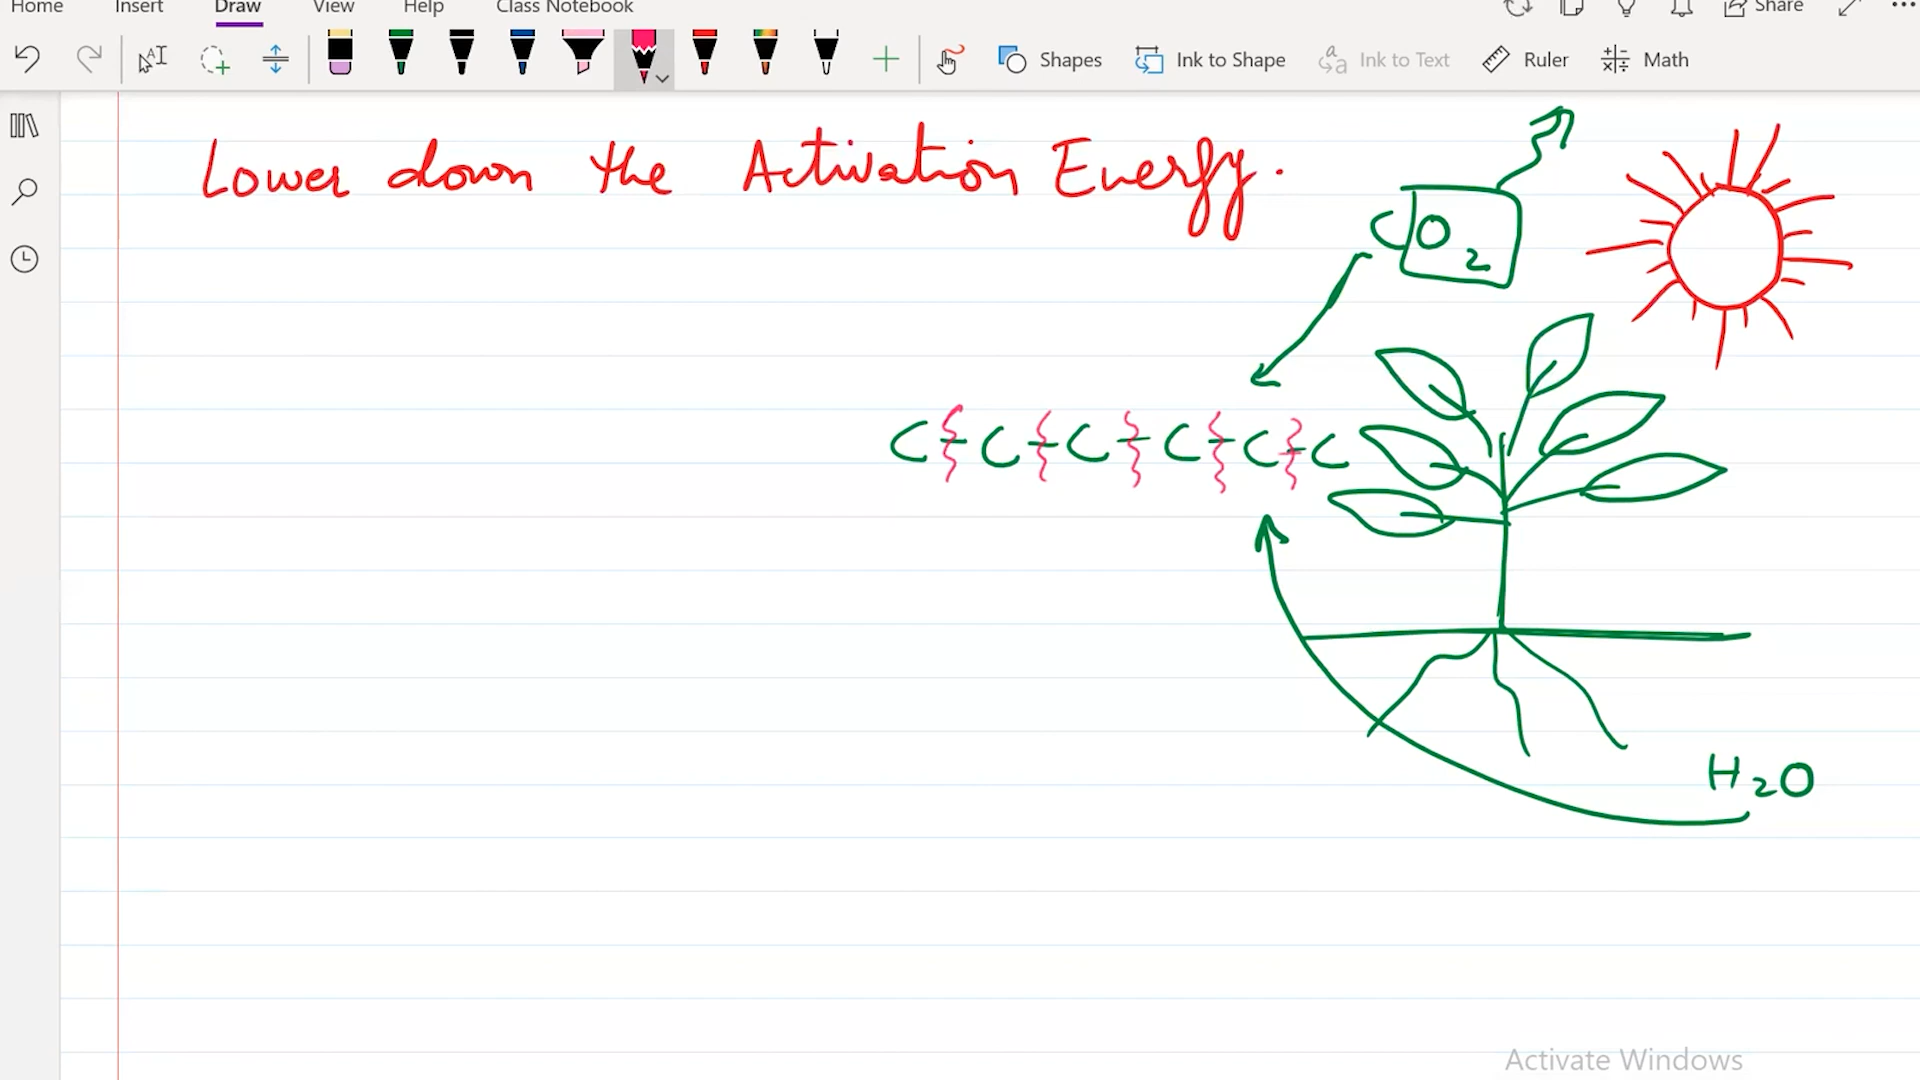 Home Insert Draw View Help Class Notebook Share
Shapes Ink to Shape Ink to Text Ruler Math
Lower down the Activation Energy.
CO2
C-C-C-C-C-C
H2O
Activate Windows